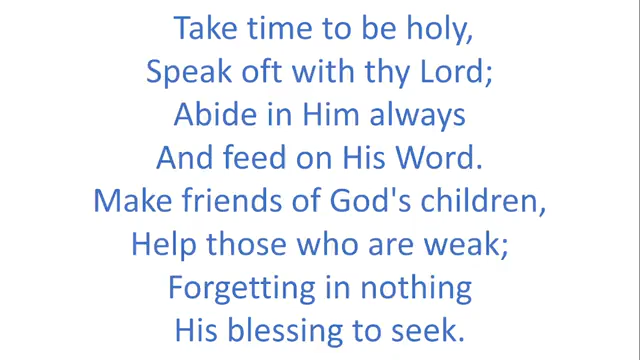 Take time to be holy,
Speak oft with thy Lord;
Abide in Him always
And feed on His Word.
Make friends of God's children,
Help those who are weak;
Forgetting in nothing
His blessing to seek.